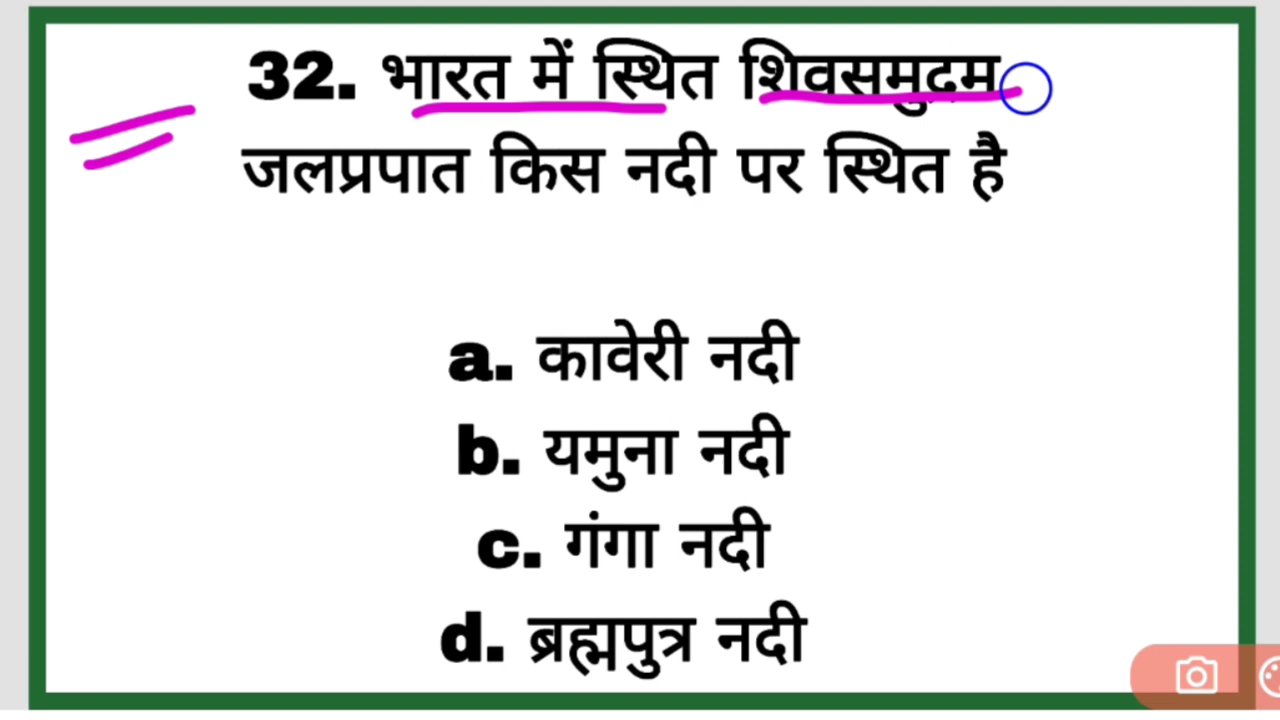 32. भारत में स्थित शिवसमुद्रम
जलप्रपात किस नदी पर स्थित है
a. कावेरी नदी
b. यमुना नदी
c. गंगा नदी
d. ब्रह्मपुत्र नदी